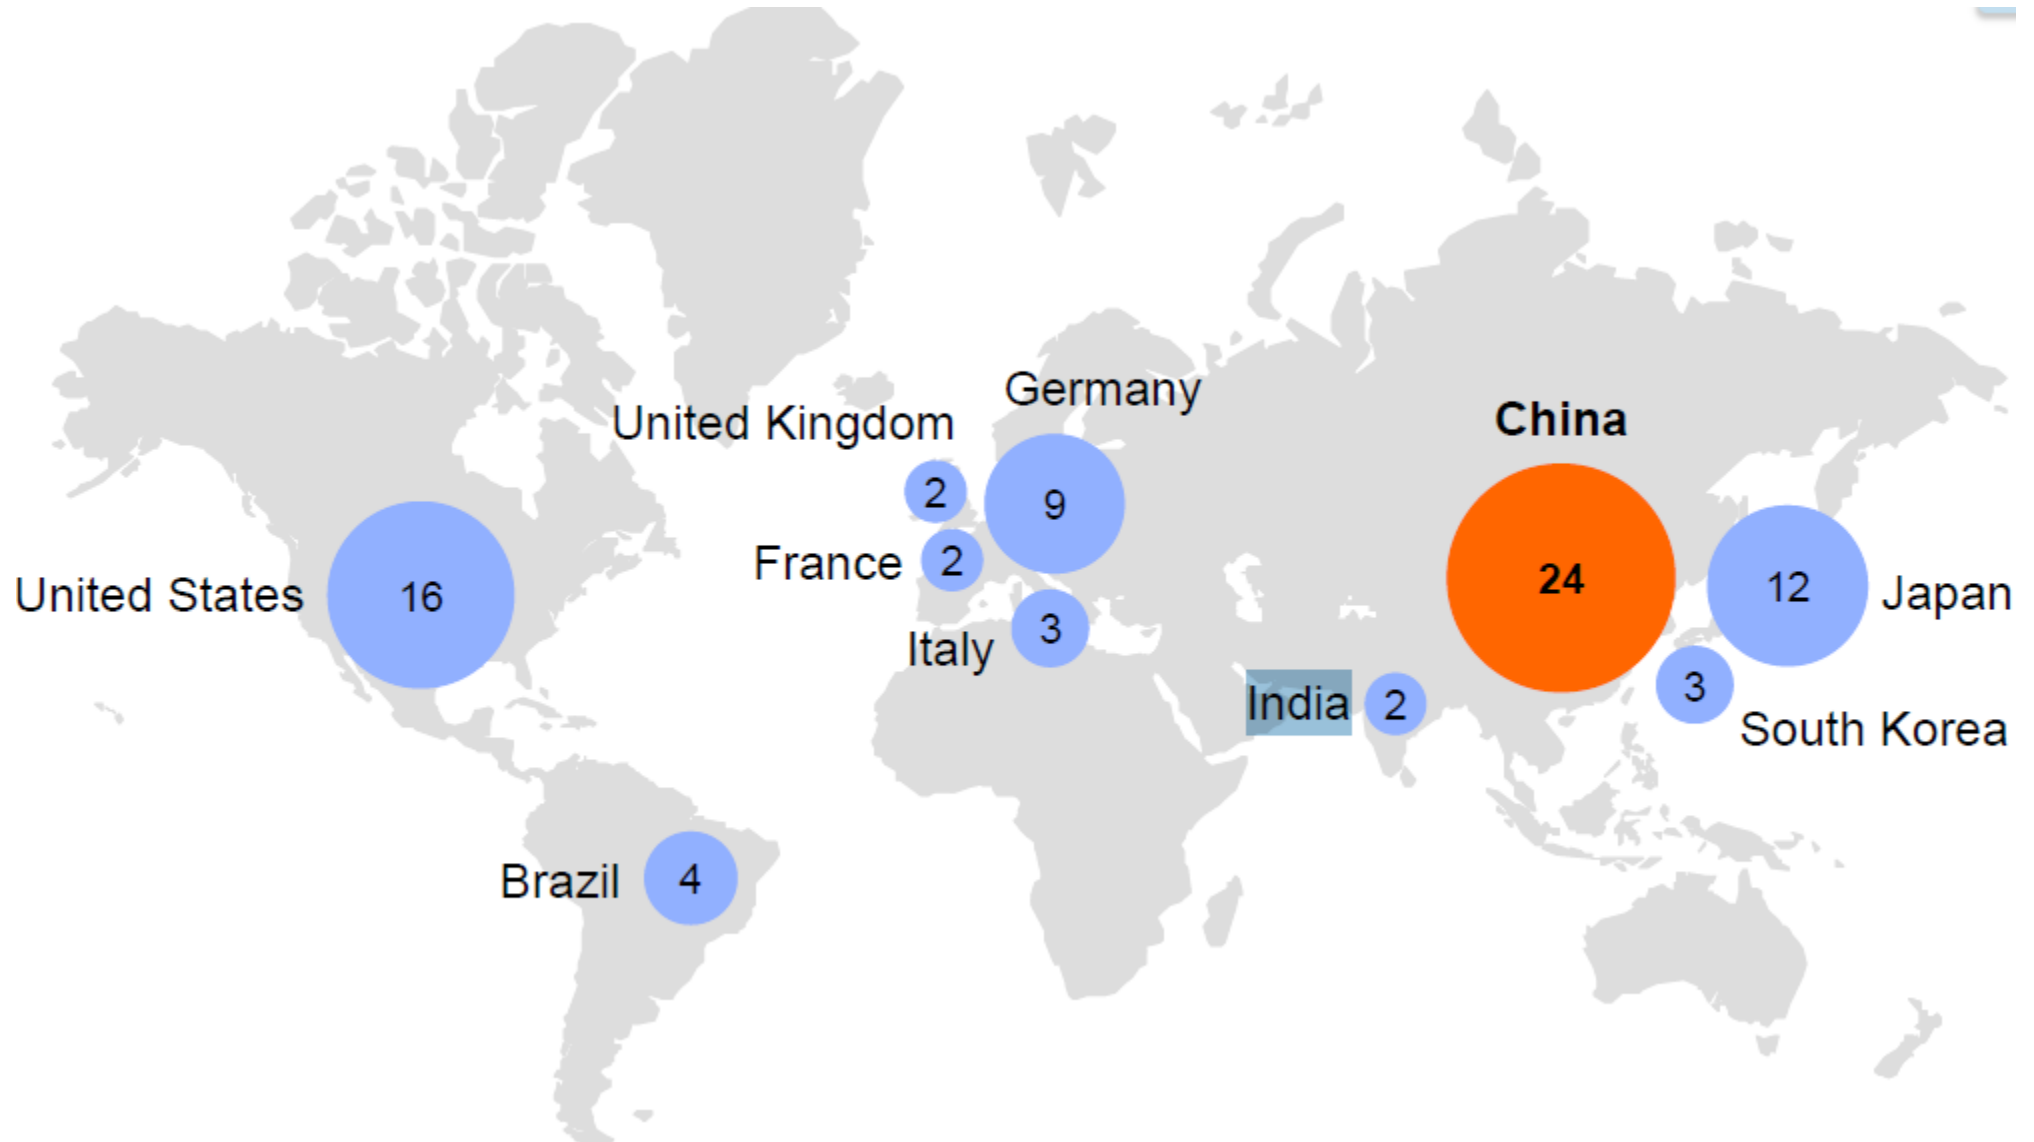 Germany
United Kingdom
China
2
9
United States
16
France
2
24
12
Japan
Italy
3
India
2
3
South Korea
Brazil
4